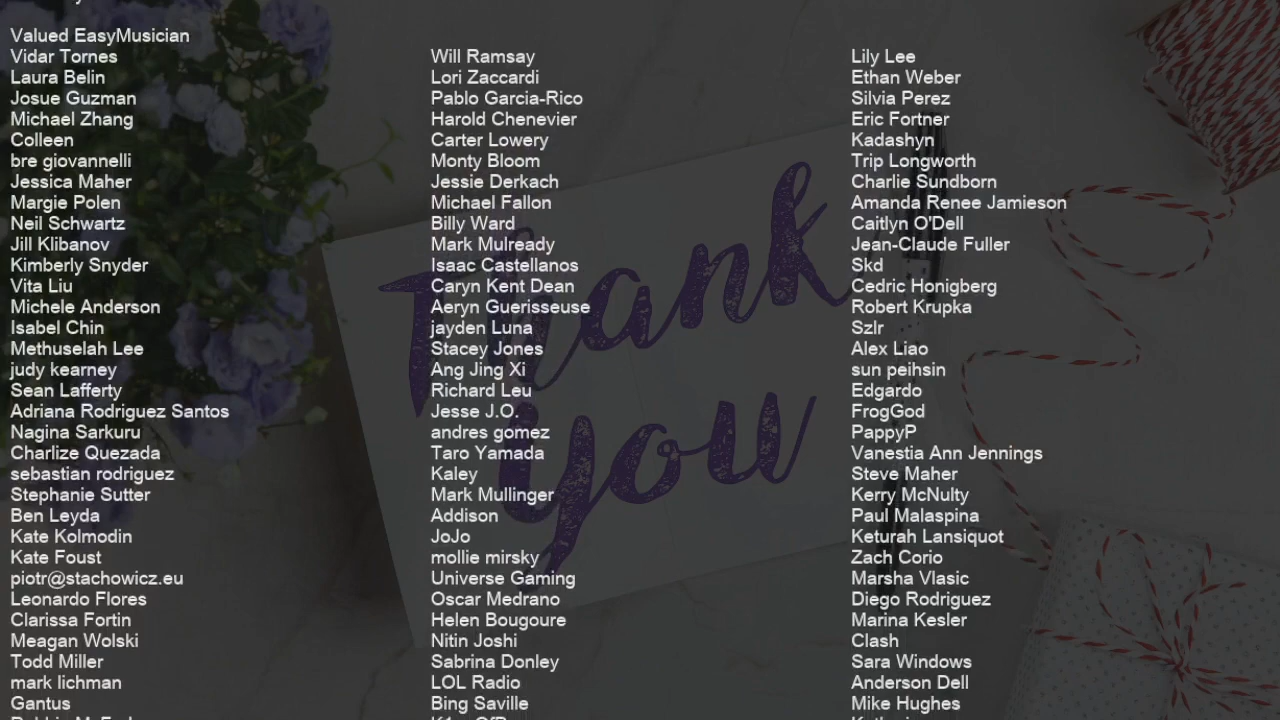 Valued EasyMusician
Vidar Tornes
Laura Belin
Josue Guzman
Michael Zhang
Colleen
bre giovannelli
Jessica Maher
Margie Polen
Neil Schwartz
Jill Klibanov
Kimberly Snyder
Vita Liu
Michele Anderson
Isabel Chin
Methuselah Lee
judy kearney
Sean Lafferty
Adriana Rodriguez Santos
Nagina Sarkuru
Charlize Quezada
sebastian rodriguez
Stephanie Sutter
Ben Leyda
Kate Kolmodin
Kate Foust
piotr@stachowicz.eu
Leonardo Flores
Clarissa Fortin
Meagan Wolski
Todd Miller
mark lichman
Gantus
Will Ramsay
Lori Zaccardi
Pablo Garcia-Rico
Harold Chenevier
Carter Lowery
Monty Bloom
Jessie Derkach
Michael Fallon
Billy Ward
Mark Mulready
Isaac Castellanos
Caryn Kent Dean
Aeryn Guerisseuse
jayden Luna
Stacey Jones
Ang Jing Xi
Richard Leu
Jesse J.O.
andres gomez
Taro Yamada
Kaley
Mark Mullinger
Addison
JoJo
mollie mirsky
Universe Gaming
Oscar Medrano
Helen Bougoure
Nitin Joshi
Sabrina Donley
LOL Radio
Bing Saville
Lily Lee
Ethan Weber
Silvia Perez
Eric Fortner
Kadashyn
Trip Longworth
Charlie Sundborn
Amanda Renee Jamieson
Caitlyn O'Dell
Jean-Claude Fuller
Skd
Cedric Honigberg
Robert Krupka
Szlr
Alex Liao
sun peihsin
Edgardo
FrogGod
PappyP
Vanestia Ann Jennings
Steve Maher
Kerry McNulty
Paul Malaspina
Keturah Lansiquot
Zach Corio
Marsha Vlasic
Diego Rodriguez
Marina Kesler
Clash
Sara Windows
Anderson Dell
Mike Hughes
Thank
you